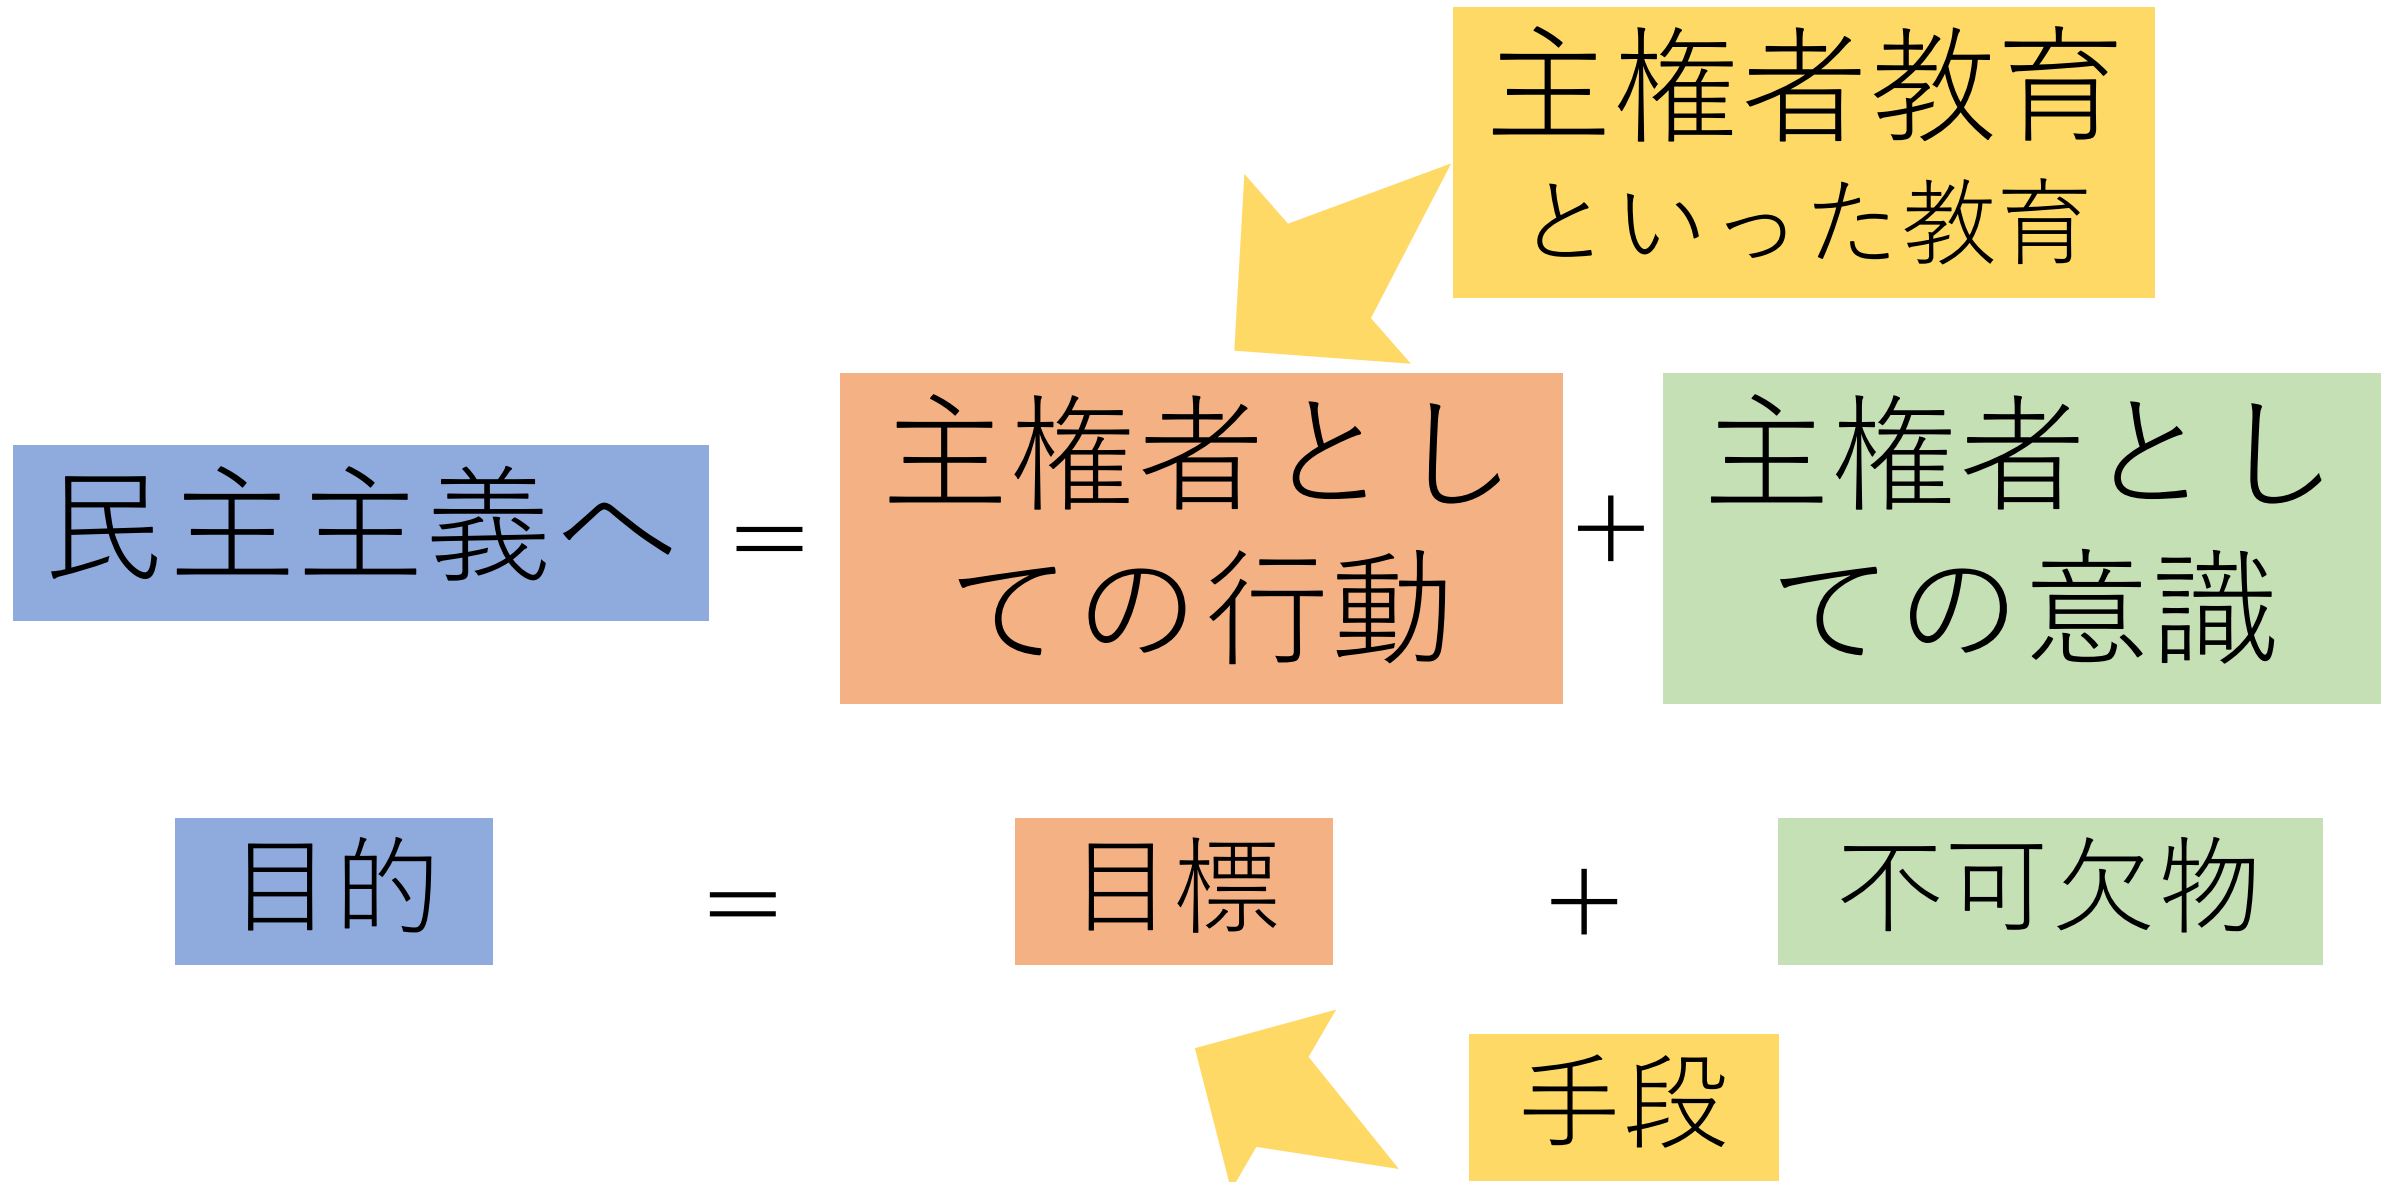 主権者教育
といった教育
民主主義へ
＝
主権者とし
ての行動
＋
主権者とし
ての意識
目的
＝
目標
＋
不可欠物
手段